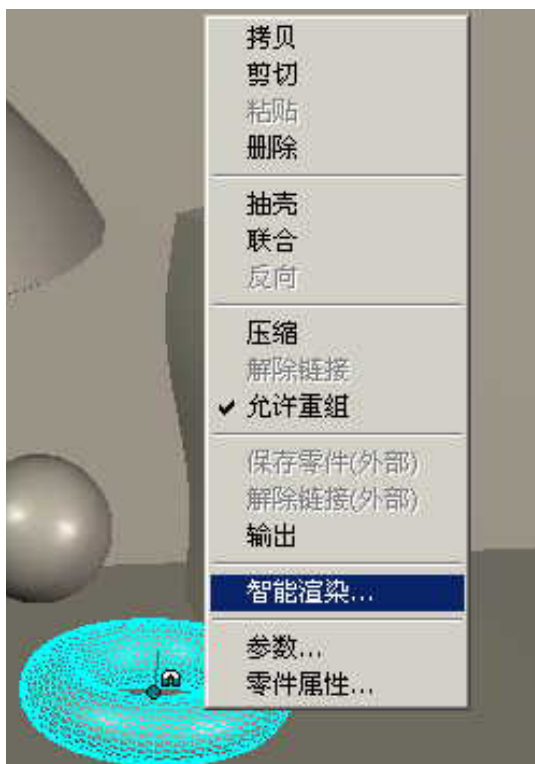 拷贝
剪切
粘贴
删除
抽壳
联合
反向
压缩
解除链接
允许重组
保存零件(外部)
解除链接(外部)
输出
智能渲染...
参数...
零件属性...